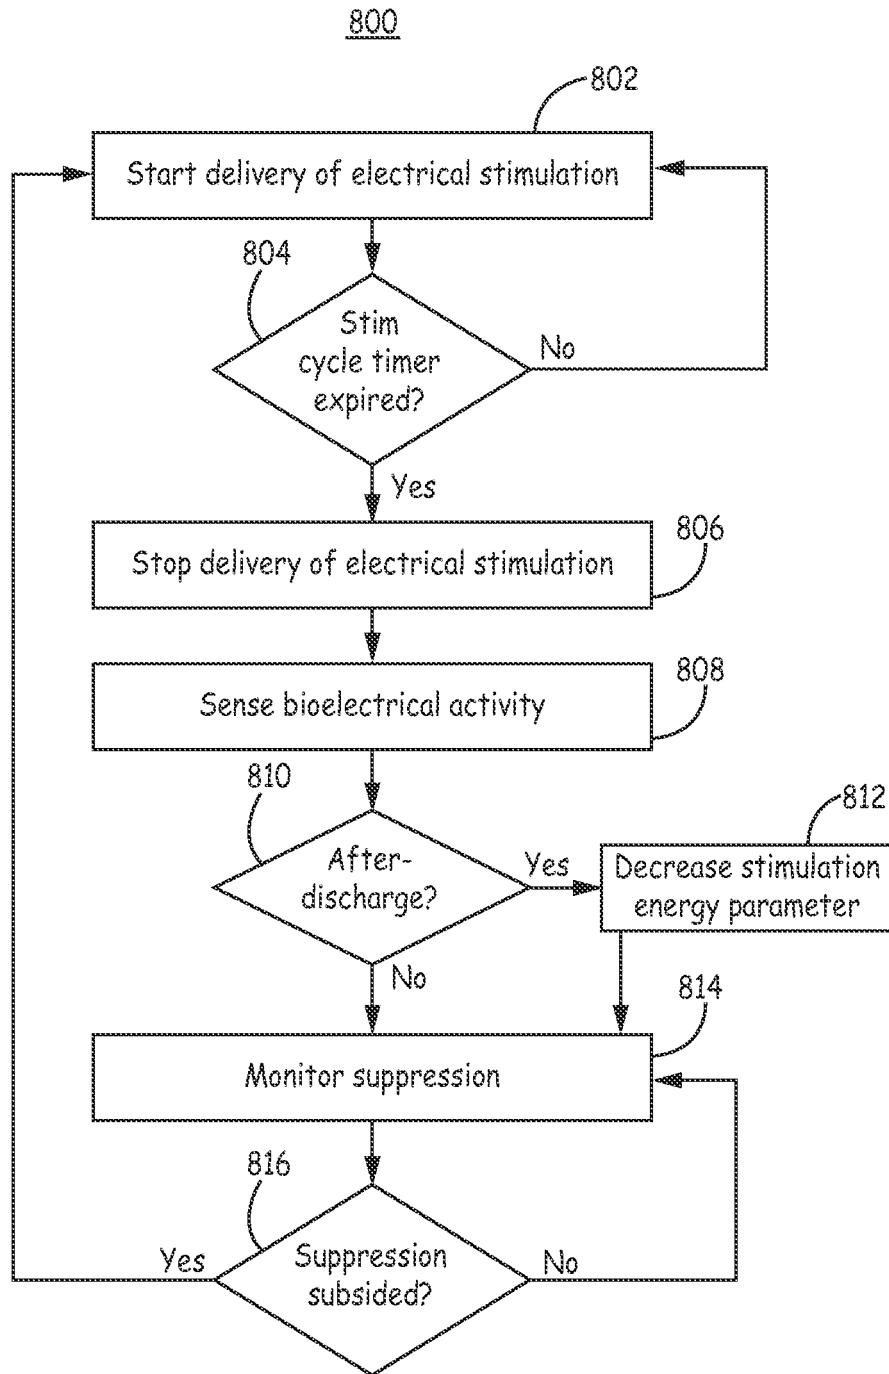 800
802
Start delivery of electrical stimulation
804
Stim
cycle timer
expired?
No
Yes
806
Stop delivery of electrical stimulation
808
Sense bioelectrical activity
810
After-
discharge?
Yes
812
Decrease stimulation
energy parameter
No
814
Monitor suppression
816
Suppression
subsided?
Yes
No